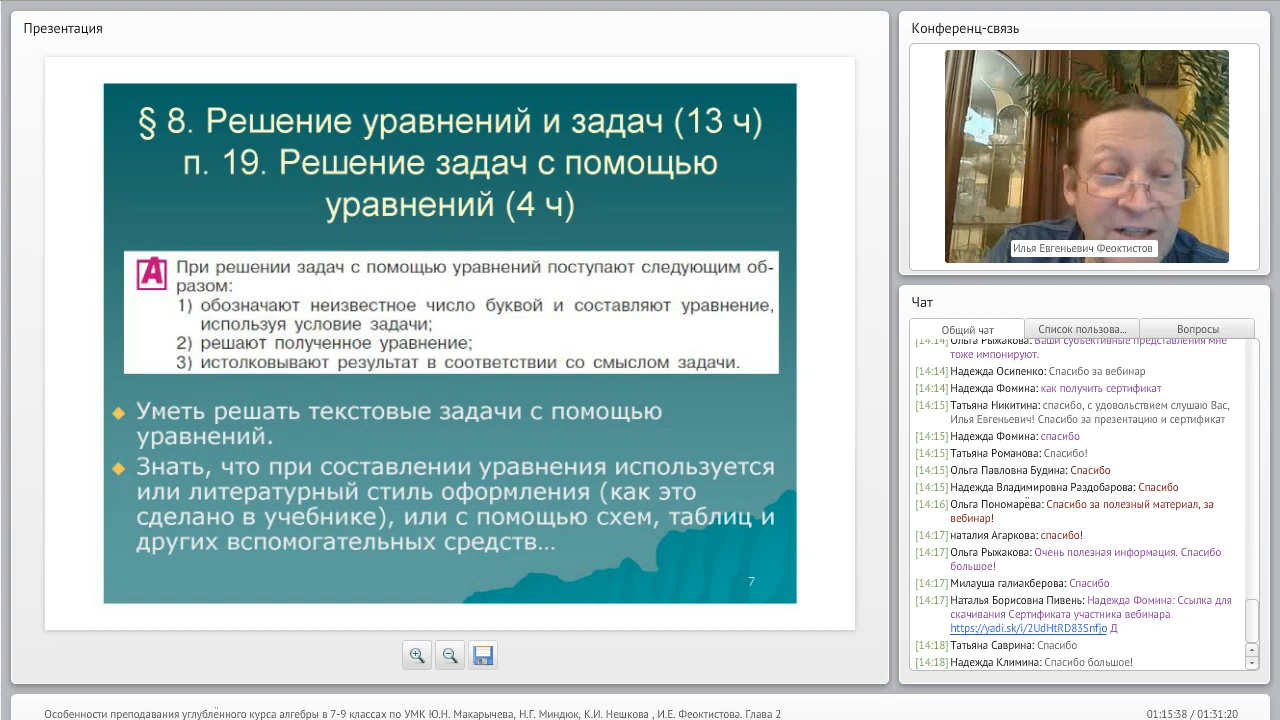 Презентация
§ 8. Решение уравнений и задач (13 ч)
п. 19. Решение задач с помощью
уравнений (4 ч)
А
При решении задач с помощью уравнений поступают следующим об-
разом:
1) обозначают неизвестное число буквой и составляют уравнение,
используя условие задачи;
2) решают полученное уравнение;
3) истолковывают результат в соответствии со смыслом задачи.
Уметь решать текстовые задачи с помощью
уравнений.
Знать, что при составлении уравнения используется
или литературный стиль оформления (как это
сделано в учебнике), или с помощью схем, таблиц и
других вспомогательных средств...
7
Конференц-связь
Илья Евгеньевич Феоктистов
Чат
Общий чат
Список пользова...
Вопросы
[14:14] Ольга Рыжакова: Ваши субъективные представления мне
тоже импонируют.
[14:14] Надежда Осипенко: Спасибо за вебинар
[14:14] Надежда Фомина: как получить сертификат
[14:15] Татьяна Никитина: спасибо, с удовольствием слушаю Вас,
Илья Евгеньевич! Спасибо за презентацию и сертификат
[14:15] Надежда Фомина: спасибо
[14:15] Татьяна Романова: Спасибо!
[14:15] Ольга Павловна Будина: Спасибо
[14:15] Надежда Владимировна Раздобарова: Спасибо
[14:16] Ольга Пономарёва: Спасибо за полезный материал, за
вебинар!
[14:17] наталия Агаркова: спасибо!
[14:17] Ольга Рыжакова: Очень полезная информация. Спасибо
большое!
[14:17] Милауша галиакберова: Спасибо
[14:17] Наталья Борисовна Пивень: Надежда Фомина: Ссылка для
скачивания Сертификата участника вебинара
https://yadi.sk/i/2UdHtRD83Snfjo Д
[14:18] Татьяна Саврина: Спасибо
[14:18] Надежда Климина: Спасибо большое!
Особенности преподавания углублённого курса алгебры в 7-9 классах по УМК Ю.Н. Макарычева, Н.Г. Миндюк, К.И. Нешкова , И.Е. Феоктистова. Глава 2
01:15:38 / 01:31:20